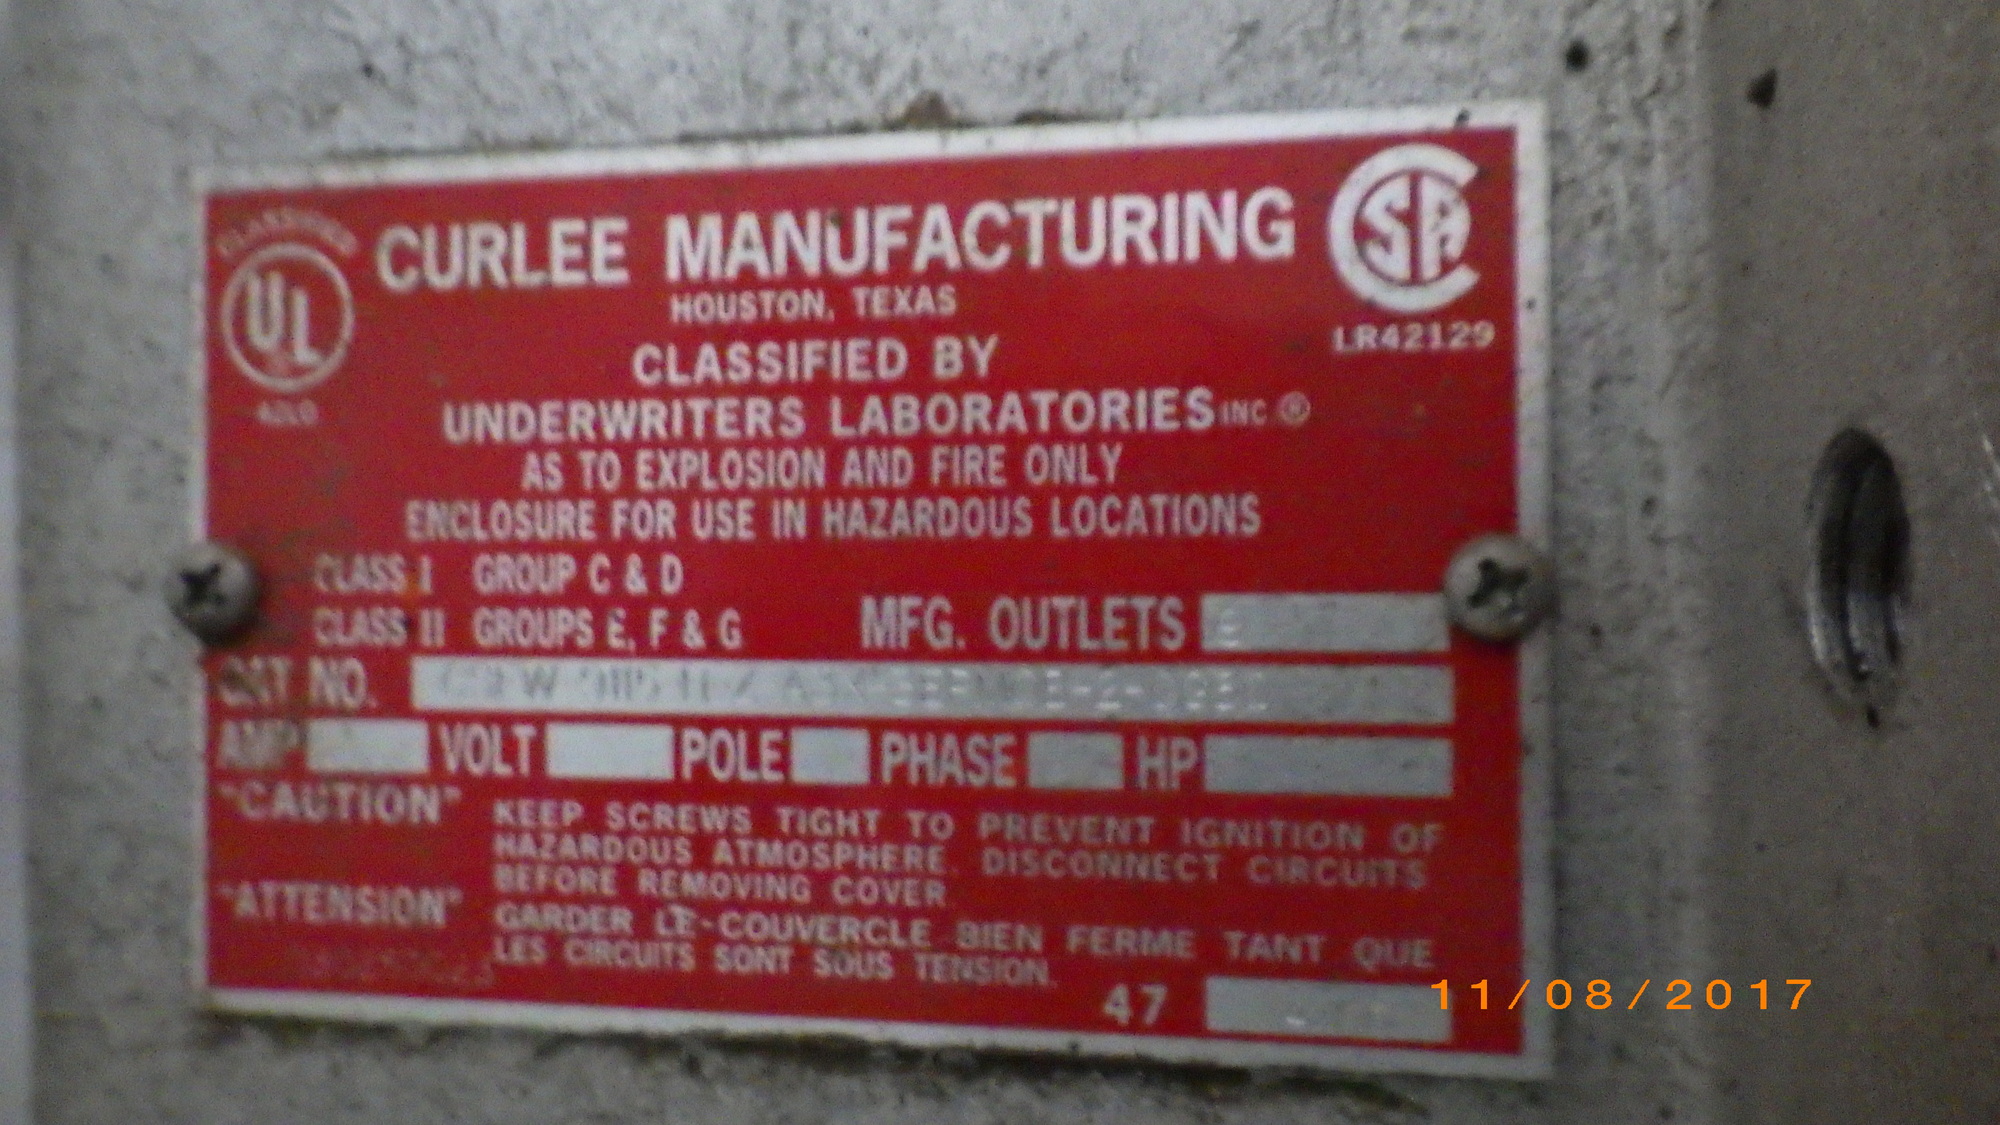 CLASSIFIED
UL
CURLEE MANUFACTURING
CSA
HOUSTON, TEXAS
LR42129
CLASSIFIED BY
UNDERWRITERS LABORATORIES INC. ®
AS TO EXPLOSION AND FIRE ONLY
ENCLOSURE FOR USE IN HAZARDOUS LOCATIONS
CLASS I GROUP C & D
CLASS II GROUPS E, F & G MFG. OUTLETS
CAT NO.
AMP VOLT POLE PHASE HP
"CAUTION" KEEP SCREWS TIGHT TO PREVENT IGNITION OF
HAZARDOUS ATMOSPHERE. DISCONNECT CIRCUITS
BEFORE REMOVING COVER.
"ATTENSION" GARDER LE-COUVERCLE BIEN FERME TANT QUE
LES CIRCUITS SONT SOUS TENSION.
47
11/08/2017